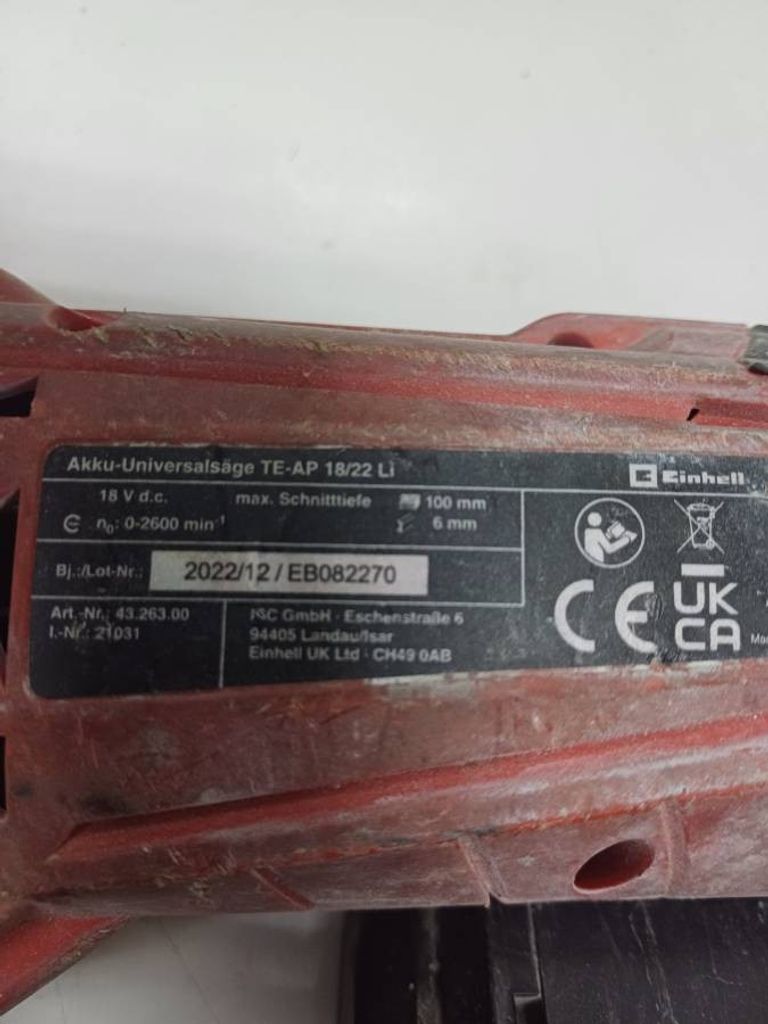 Akku-Universalsäge TE-AP 18/22 Li
Einhell
18 V d.c.
max. Schnitttiefe
100 mm
n₀: 0-2600 min⁻¹
6 mm
Bj.:/Lot-Nr.:
2022/12 / EB082270
Art.-Nr.: 43.263.00
I.-Nr.: 21031
iSC GmbH · Eschenstraße 6
94405 Landau/Isar
Einhell UK Ltd · CH49 0AB
CE
UK
CA